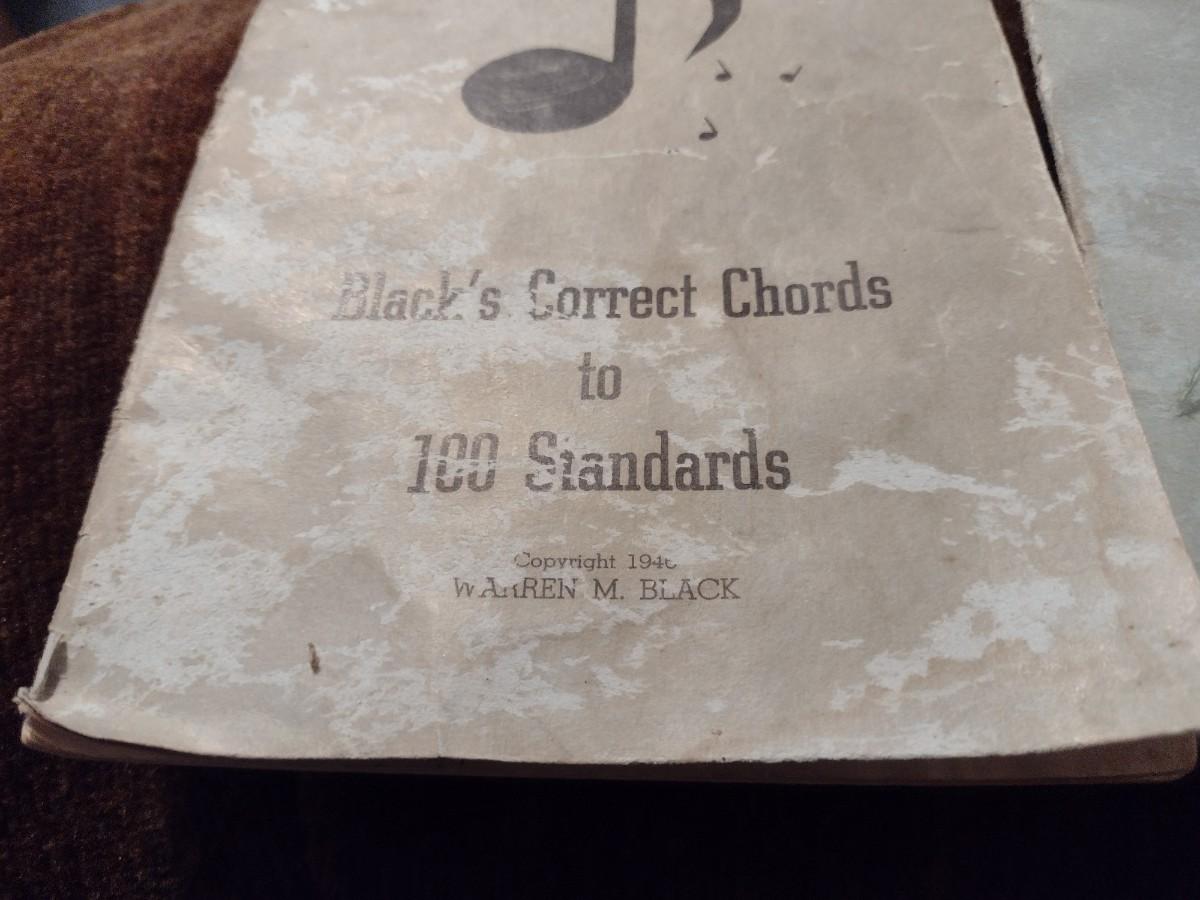 Black's Correct Chords
to
100 Standards
Copyright
WARREN M. BLACK